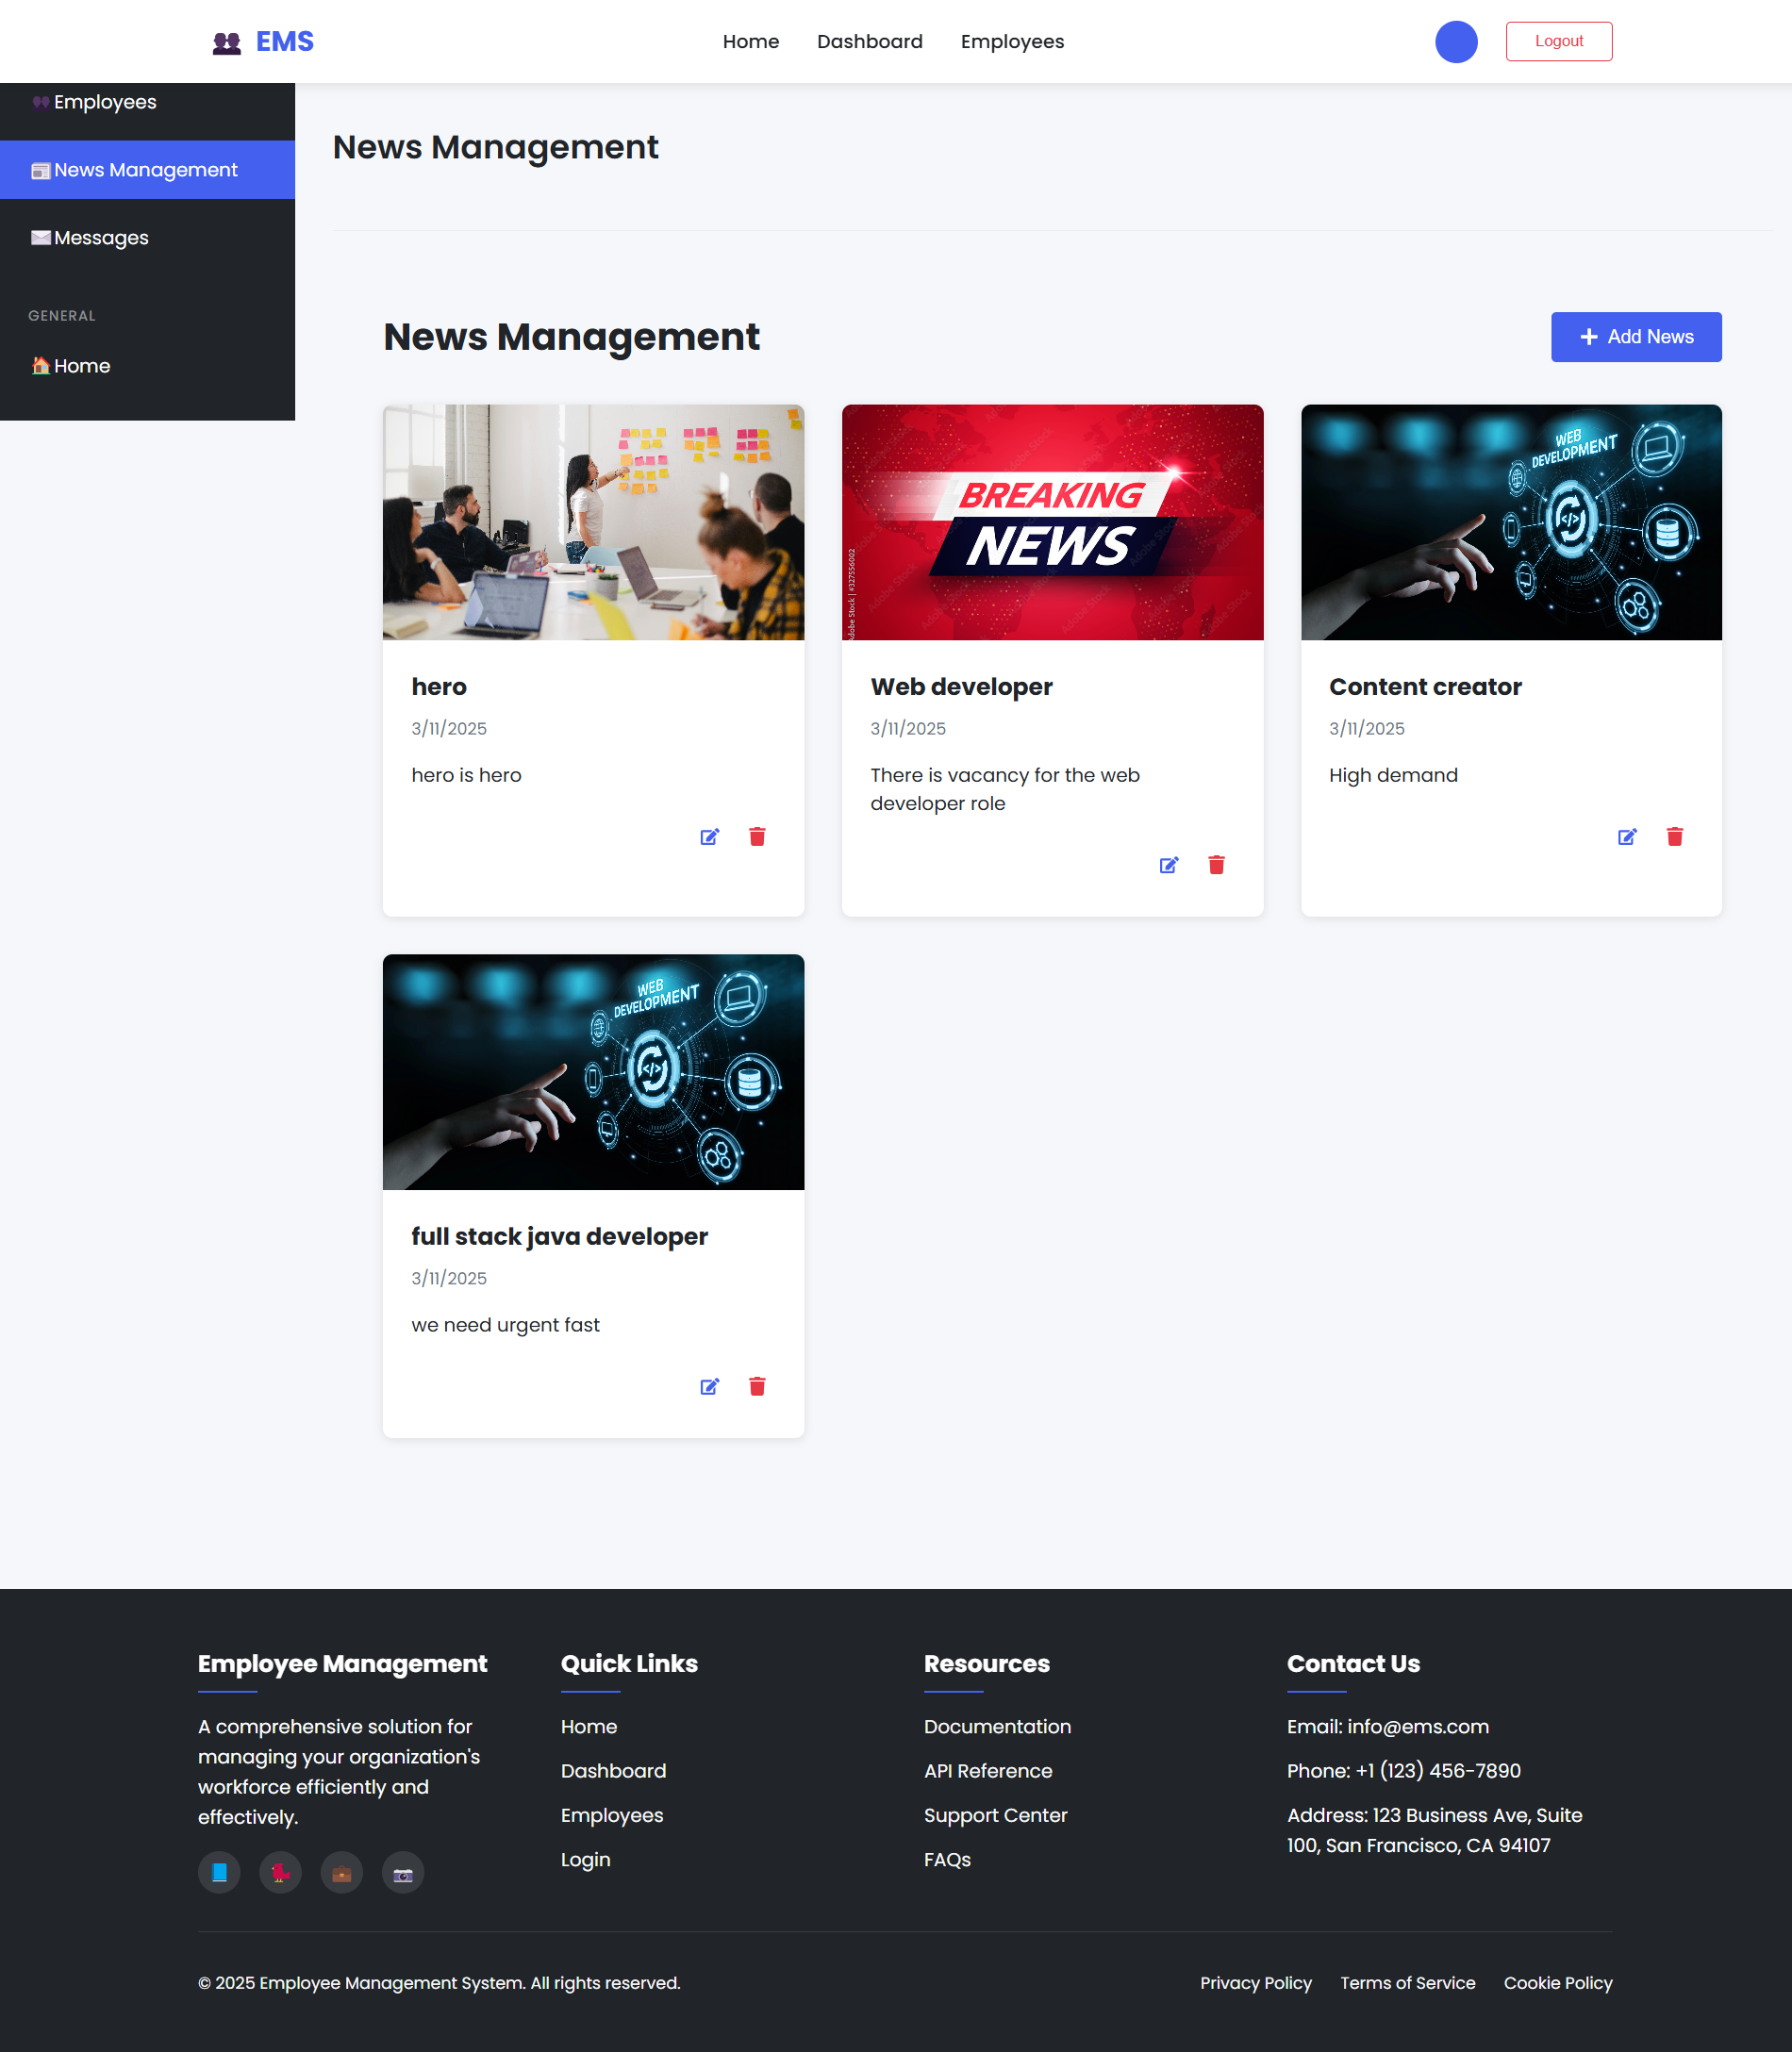 EMS
Home
Dashboard
Employees
Logout
Employees
News Management
Messages
GENERAL
Home
News Management
News Management
Add News
hero
3/11/2025
hero is hero
BREAKING
NEWS
Adobe Stock | #327556002
Web developer
3/11/2025
There is vacancy for the web
developer role
WEB
DEVELOPMENT
</>
Content creator
3/11/2025
High demand
WEB
DEVELOPMENT
</>
full stack java developer
3/11/2025
we need urgent fast
Employee Management
A comprehensive solution for
managing your organization's
workforce efficiently and
effectively.
Quick Links
Home
Dashboard
Employees
Login
Resources
Documentation
API Reference
Support Center
FAQs
Contact Us
Email: info@ems.com
Phone: +1 (123) 456-7890
Address: 123 Business Ave, Suite
100, San Francisco, CA 94107
© 2025 Employee Management System. All rights reserved.
Privacy Policy
Terms of Service
Cookie Policy